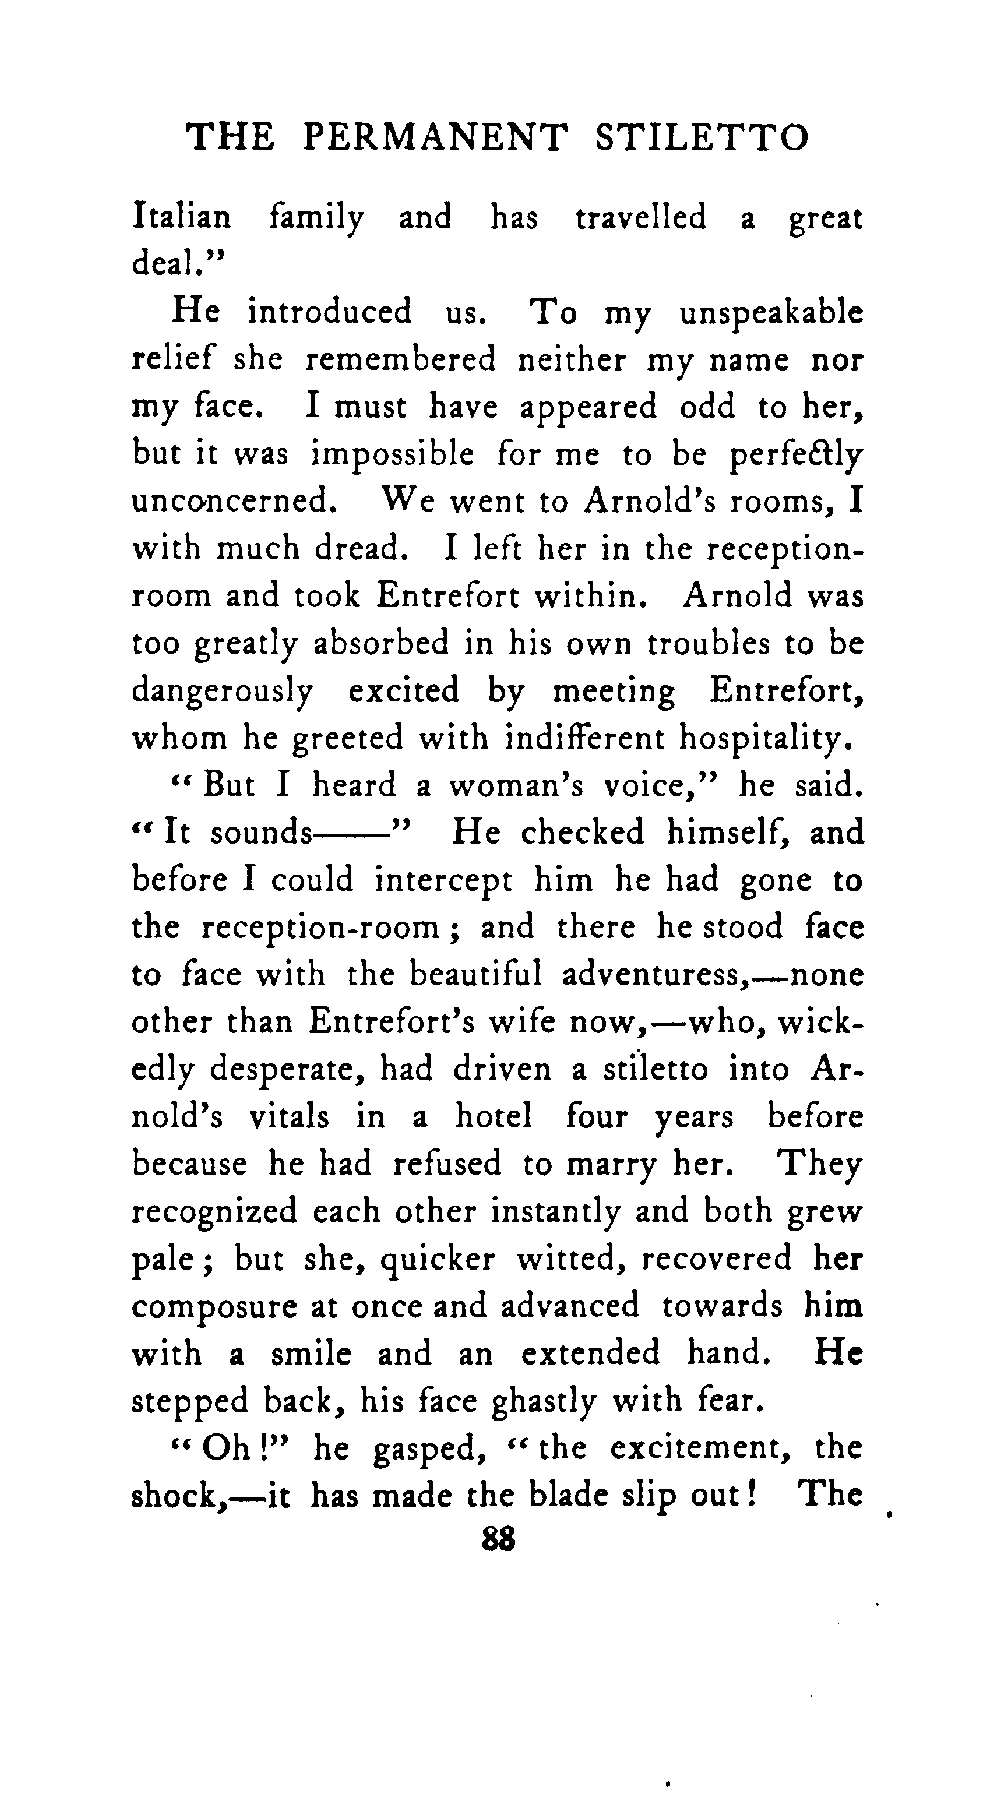 THE PERMANENT STILETTO
Italian family and has travelled a great
deal.”
He introduced us. To my unspeakable
relief she remembered neither my name nor
my face. I must have appeared odd to her,
but it was impossible for me to be perfectly
unconcerned. We went to Arnold’s rooms, I
with much dread. I left her in the reception-
room and took Entrefort within. Arnold was
too greatly absorbed in his own troubles to be
dangerously excited by meeting Entrefort,
whom he greeted with indifferent hospitality.
“ But I heard a woman’s voice,” he said.
“ It sounds——” He checked himself, and
before I could intercept him he had gone to
the reception-room ; and there he stood face
to face with the beautiful adventuress,—none
other than Entrefort’s wife now,—who, wick-
edly desperate, had driven a stiletto into Ar-
nold’s vitals in a hotel four years before
because he had refused to marry her. They
recognized each other instantly and both grew
pale ; but she, quicker witted, recovered her
composure at once and advanced towards him
with a smile and an extended hand. He
stepped back, his face ghastly with fear.
“ Oh !” he gasped, “ the excitement, the
shock,—it has made the blade slip out ! The
88